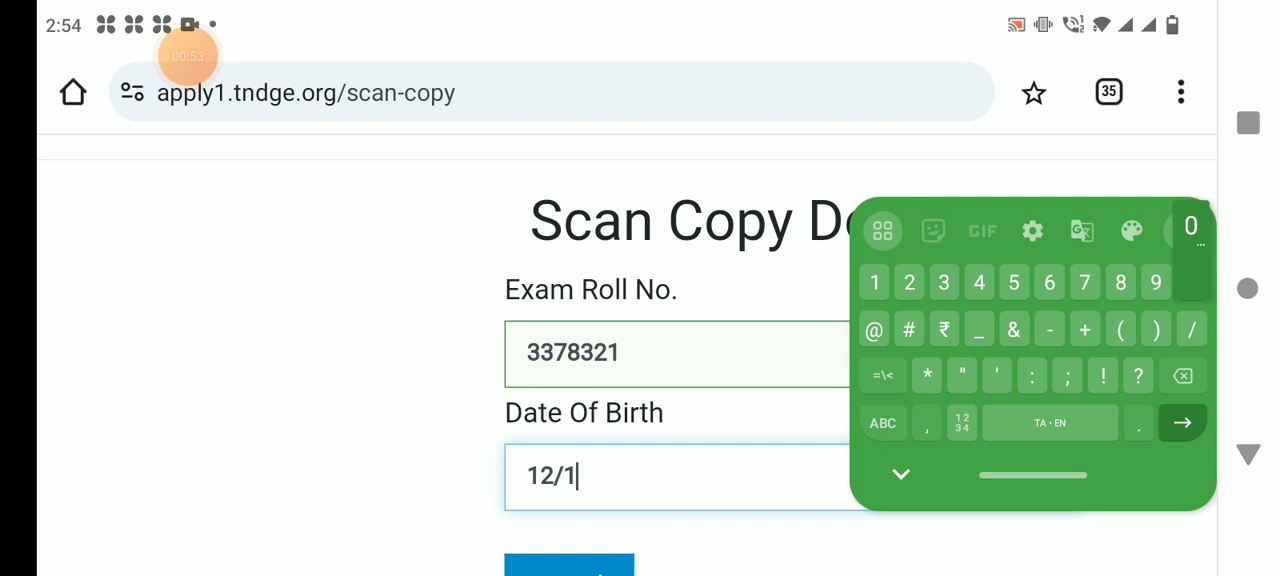 2:54
00:53
apply1.tndge.org/scan-copy
35
Scan Copy D
Exam Roll No.
3378321
Date Of Birth
12/1
GIF
0
...
1 2 3 4 5 6 7 8 9
@ # ₹ _ & - + ( ) /
=\< * " ' : ; ! ?
ABC , 12 34 TA • EN .